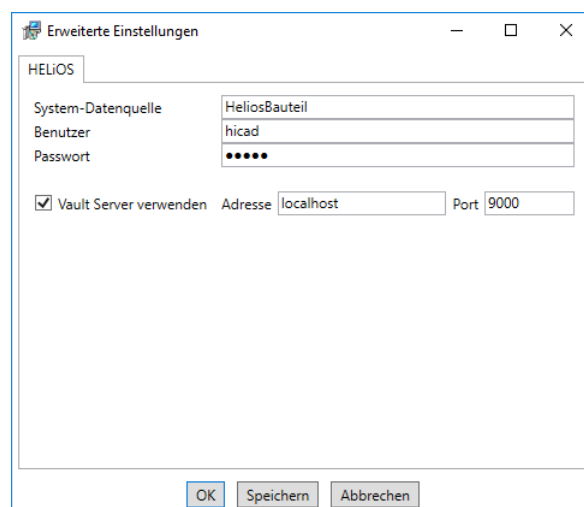 Erweiterte Einstellungen
HELiOS
System-Datenquelle HeliosBauteil
Benutzer hicad
Passwort ●●●●●
Vault Server verwenden Adresse localhost Port 9000
OK Speichern Abbrechen